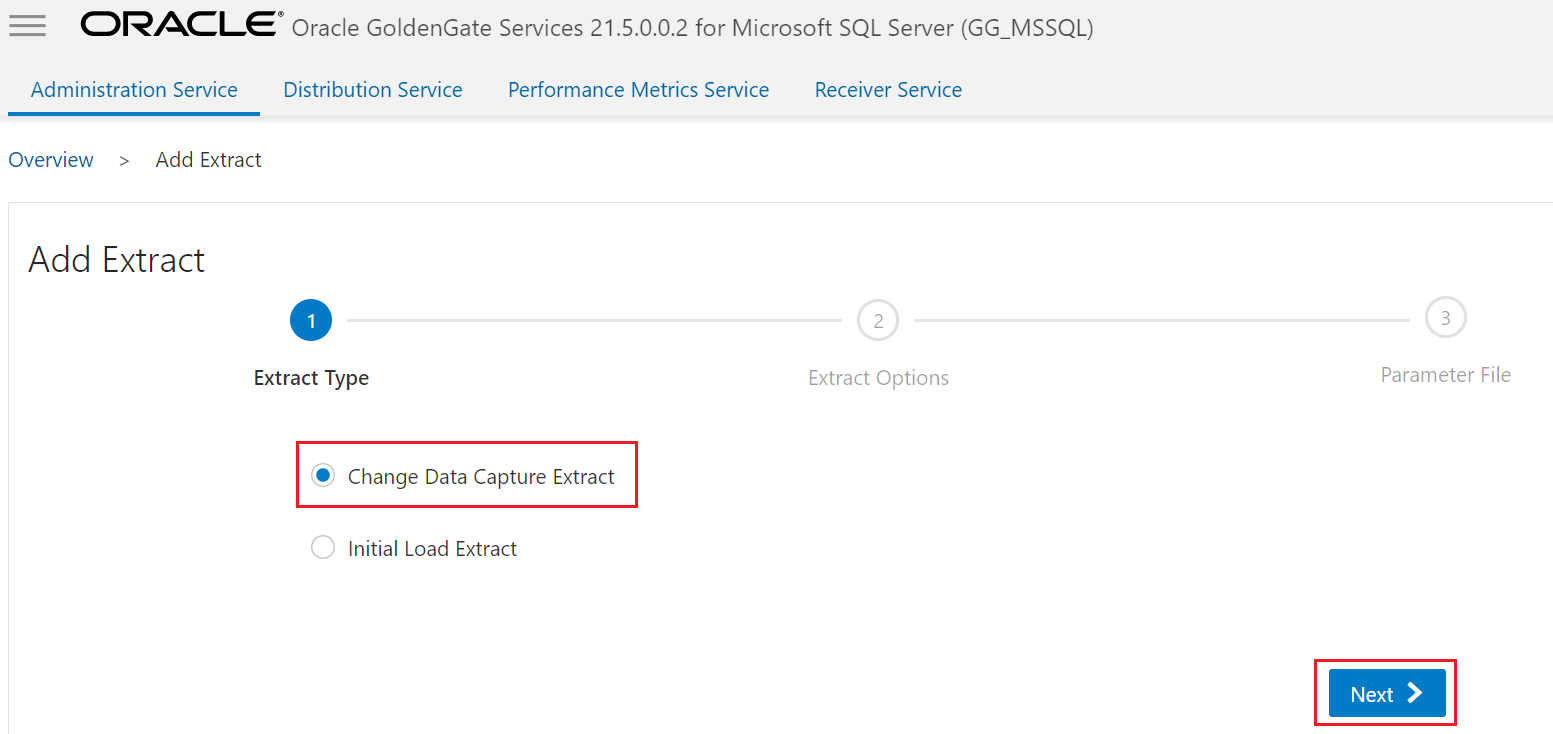 ORACLE® Oracle GoldenGate Services 21.5.0.0.2 for Microsoft SQL Server (GG_MSSQL)
Administration Service Distribution Service Performance Metrics Service Receiver Service
Overview > Add Extract
Add Extract
1 2 3
Extract Type Extract Options Parameter File
Change Data Capture Extract
Initial Load Extract
Next